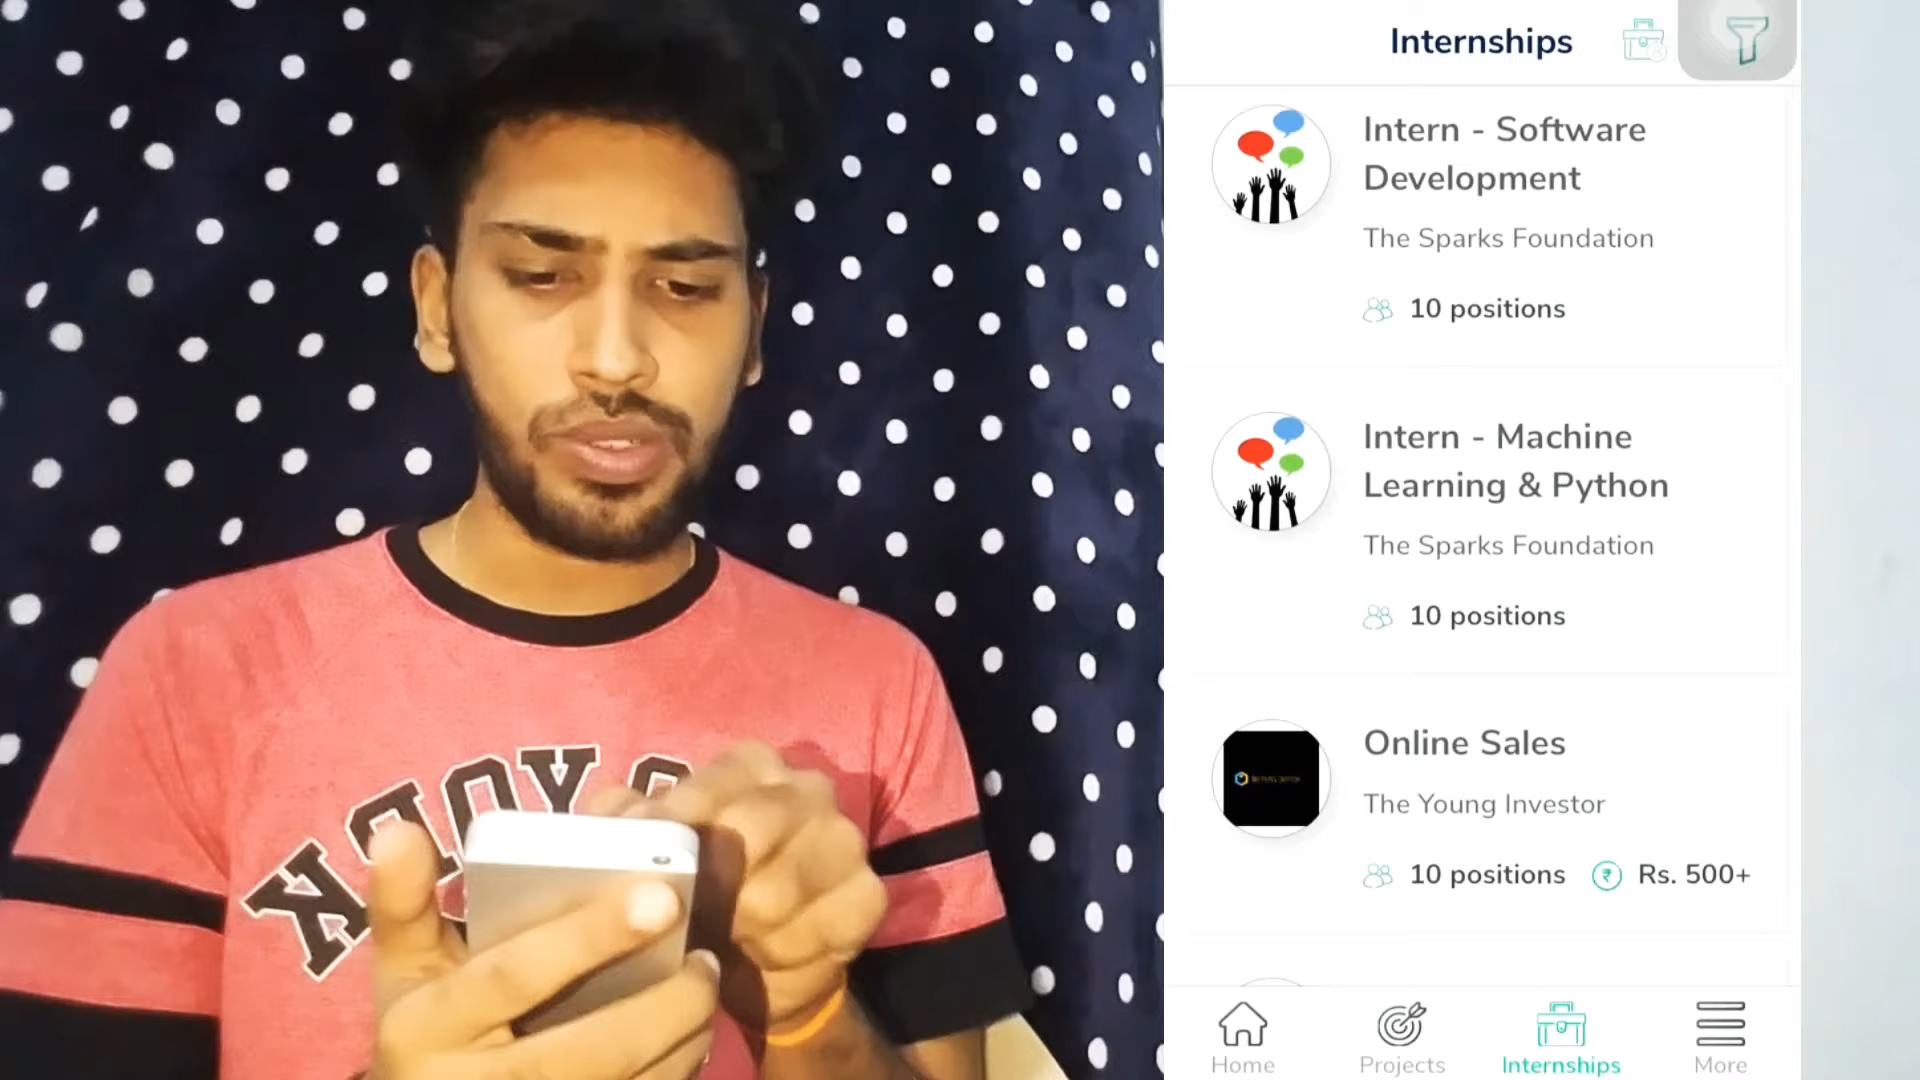 Internships
Intern - Software
Development
The Sparks Foundation
10 positions
Intern - Machine
Learning & Python
The Sparks Foundation
10 positions
Online Sales
The Young Investor
10 positions Rs. 500+
Home Projects Internships More